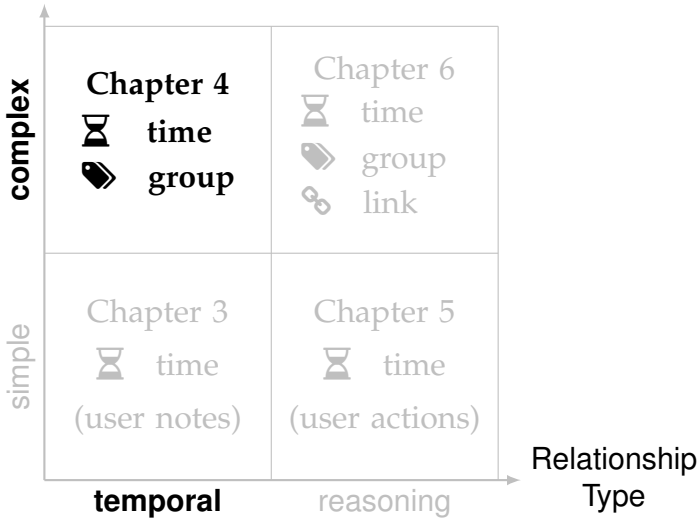 complex
Chapter 4
time
group
Chapter 6
time
group
link
simple
Chapter 3
time
(user notes)
Chapter 5
time
(user actions)
temporal
reasoning
Relationship
Type